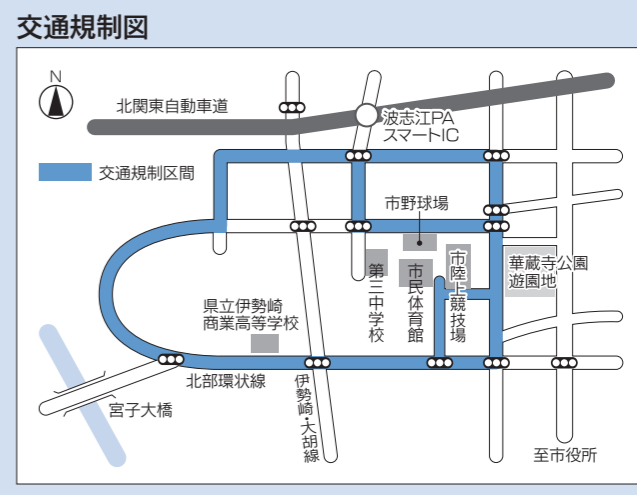 交通規制図
N
北関東自動車道
波志江PA
スマートIC
交通規制区間
市野球場
華蔵寺公園
遊園地
市陸上競技場
市民体育館
第三中学校
県立伊勢崎
商業高等学校
北部環状線
伊勢崎・大胡線
宮子大橋
至市役所